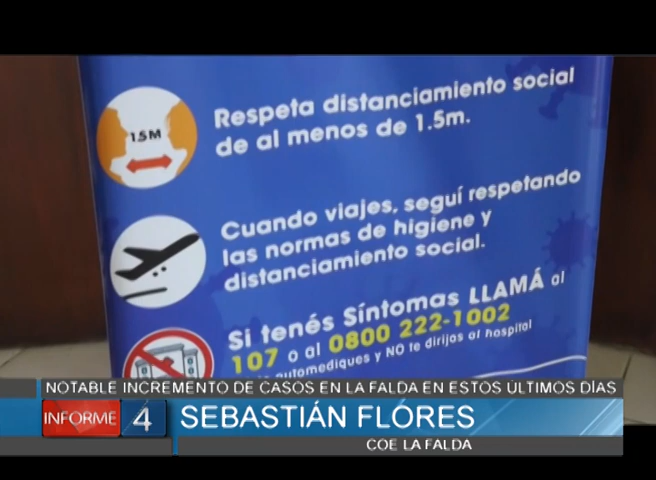 1.5M
Respeta distanciamiento social
de al menos de 1.5m.
Cuando viajes, seguí respetando
las normas de higiene y
distanciamiento social.
Si tenés Síntomas LLAMÁ al
107 o al 0800 222-1002
automediques y NO te dirijas al hospital
NOTABLE INCREMENTO DE CASOS EN LA FALDA EN ESTOS ÚLTIMOS DÍAS
INFORME 4 SEBASTIÁN FLORES
COE LA FALDA